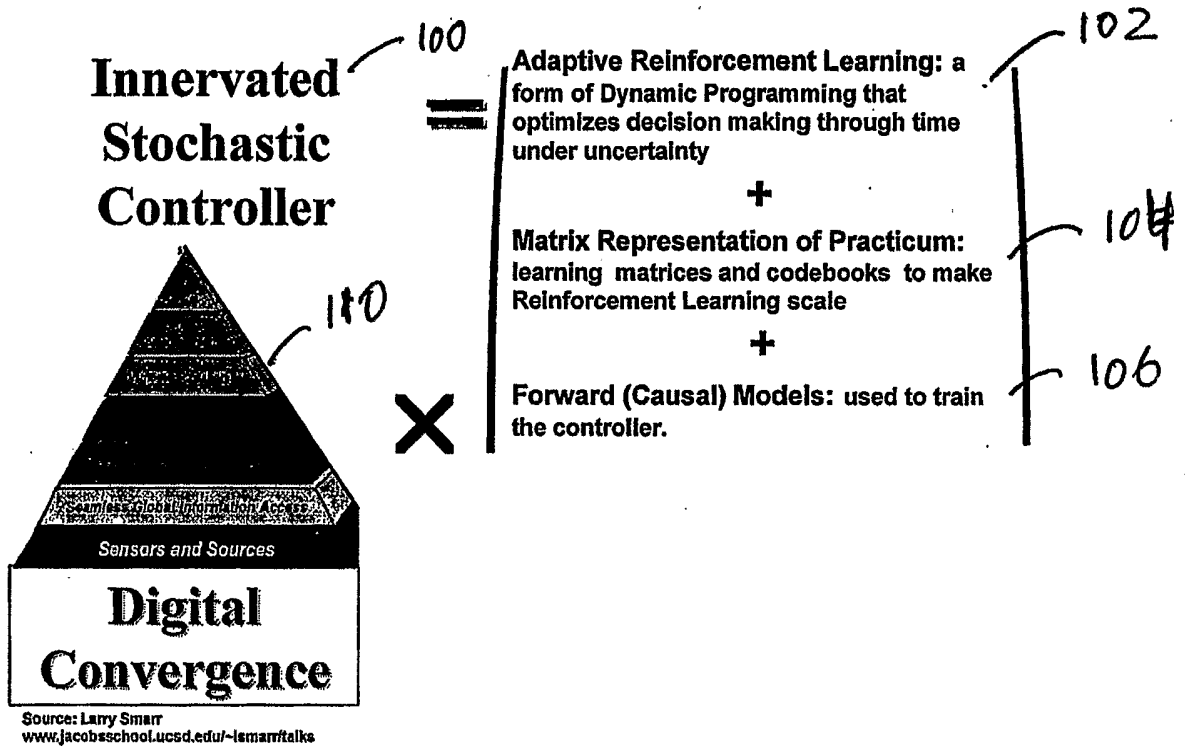 Innervated
Stochastic
Controller
100
=
Adaptive Reinforcement Learning: a
form of Dynamic Programming that
optimizes decision making through time
under uncertainty
102
+
Matrix Representation of Practicum:
learning matrices and codebooks to make
Reinforcement Learning scale
104
+
Forward (Causal) Models: used to train
the controller.
106
110
×
Seamless Global Information Access
Sensors and Sources
Digital
Convergence
Source: Larry Smarr
www.jacobsschool.ucsd.edu/~lsmarr/talks